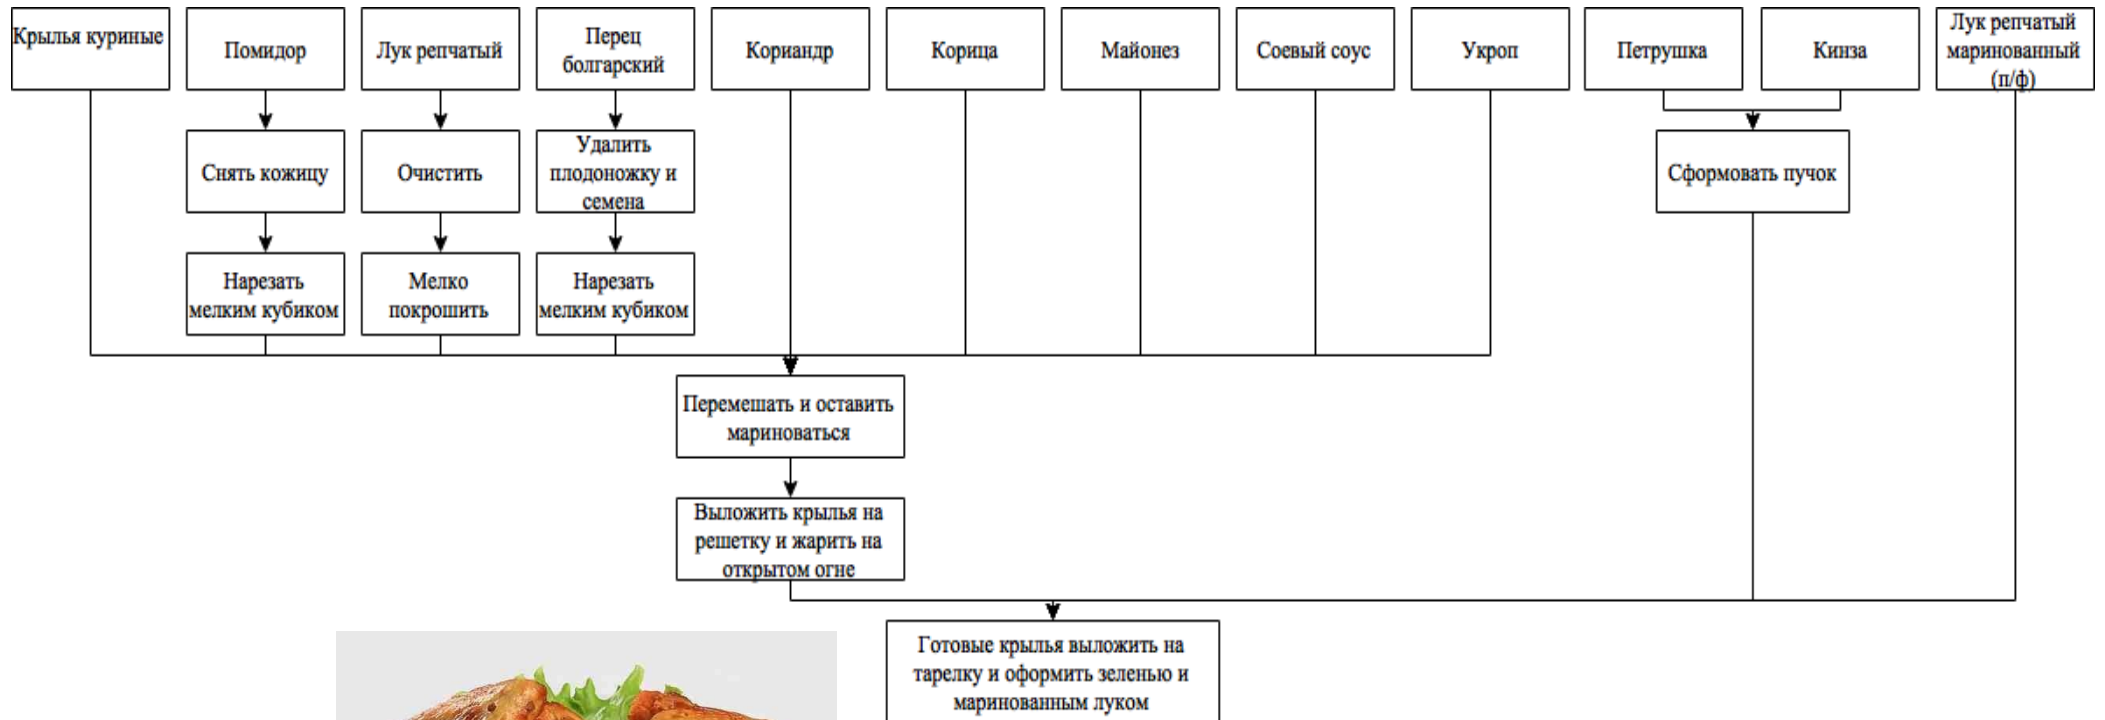 Крылья куриные
Помидор
Лук репчатый
Перец
болгарский
Кориандр
Корица
Майонез
Соевый соус
Укроп
Петрушка
Кинза
Лук репчатый
маринованный
(п/ф)
Снять кожицу
Очистить
Удалить
плодоножку и
семена
Сформовать пучок
Нарезать
мелким кубиком
Мелко
покрошить
Нарезать
мелким кубиком
Перемешать и оставить
мариноваться
Выложить крылья на
решетку и жарить на
открытом огне
Готовые крылья выложить на
тарелку и оформить зеленью и
маринованным луком